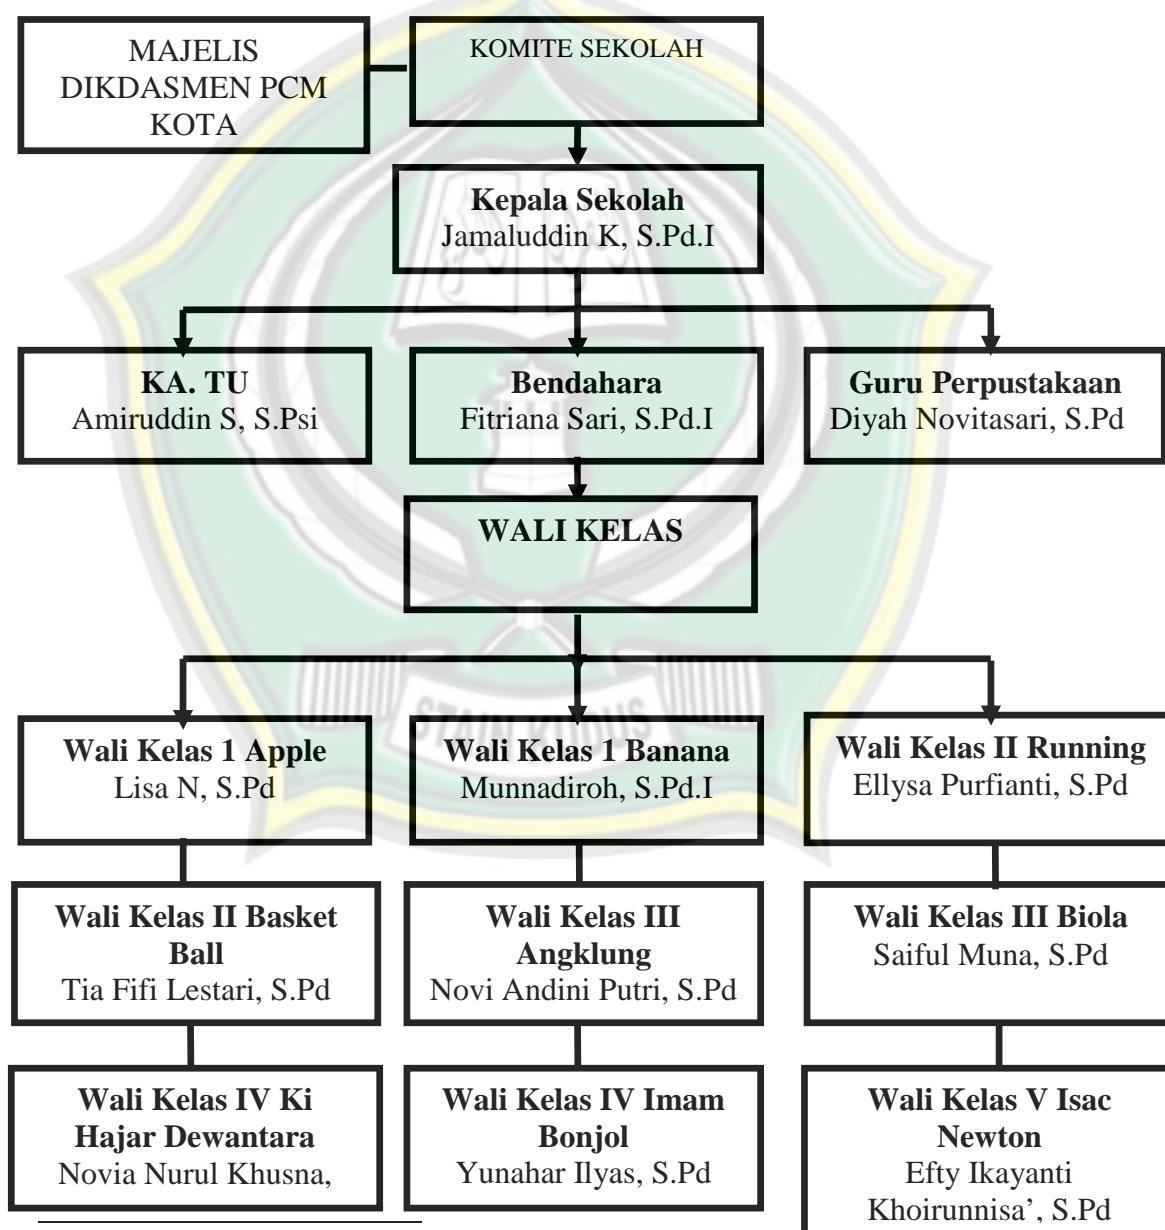 MAJELIS
DIKDASMEN PCM
KOTA
KOMITE SEKOLAH
Kepala Sekolah
Jamaluddin K, S.Pd.I
KA. TU
Amiruddin S, S.Psi
Bendahara
Fitriana Sari, S.Pd.I
Guru Perpustakaan
Diyah Novitasari, S.Pd
WALI KELAS
STAIN KUDUS
Wali Kelas 1 Apple
Lisa N, S.Pd
Wali Kelas 1 Banana
Munnadiroh, S.Pd.I
Wali Kelas II Running
Ellysa Purfianti, S.Pd
Wali Kelas II Basket
Ball
Tia Fifi Lestari, S.Pd
Wali Kelas III
Angklung
Novi Andini Putri, S.Pd
Wali Kelas III Biola
Saiful Muna, S.Pd
Wali Kelas IV Ki
Hajar Dewantara
Novia Nurul Khusna,
Wali Kelas IV Imam
Bonjol
Yunahar Ilyas, S.Pd
Wali Kelas V Isac
Newton
Efty Ikayanti
Khoirunnisa’, S.Pd